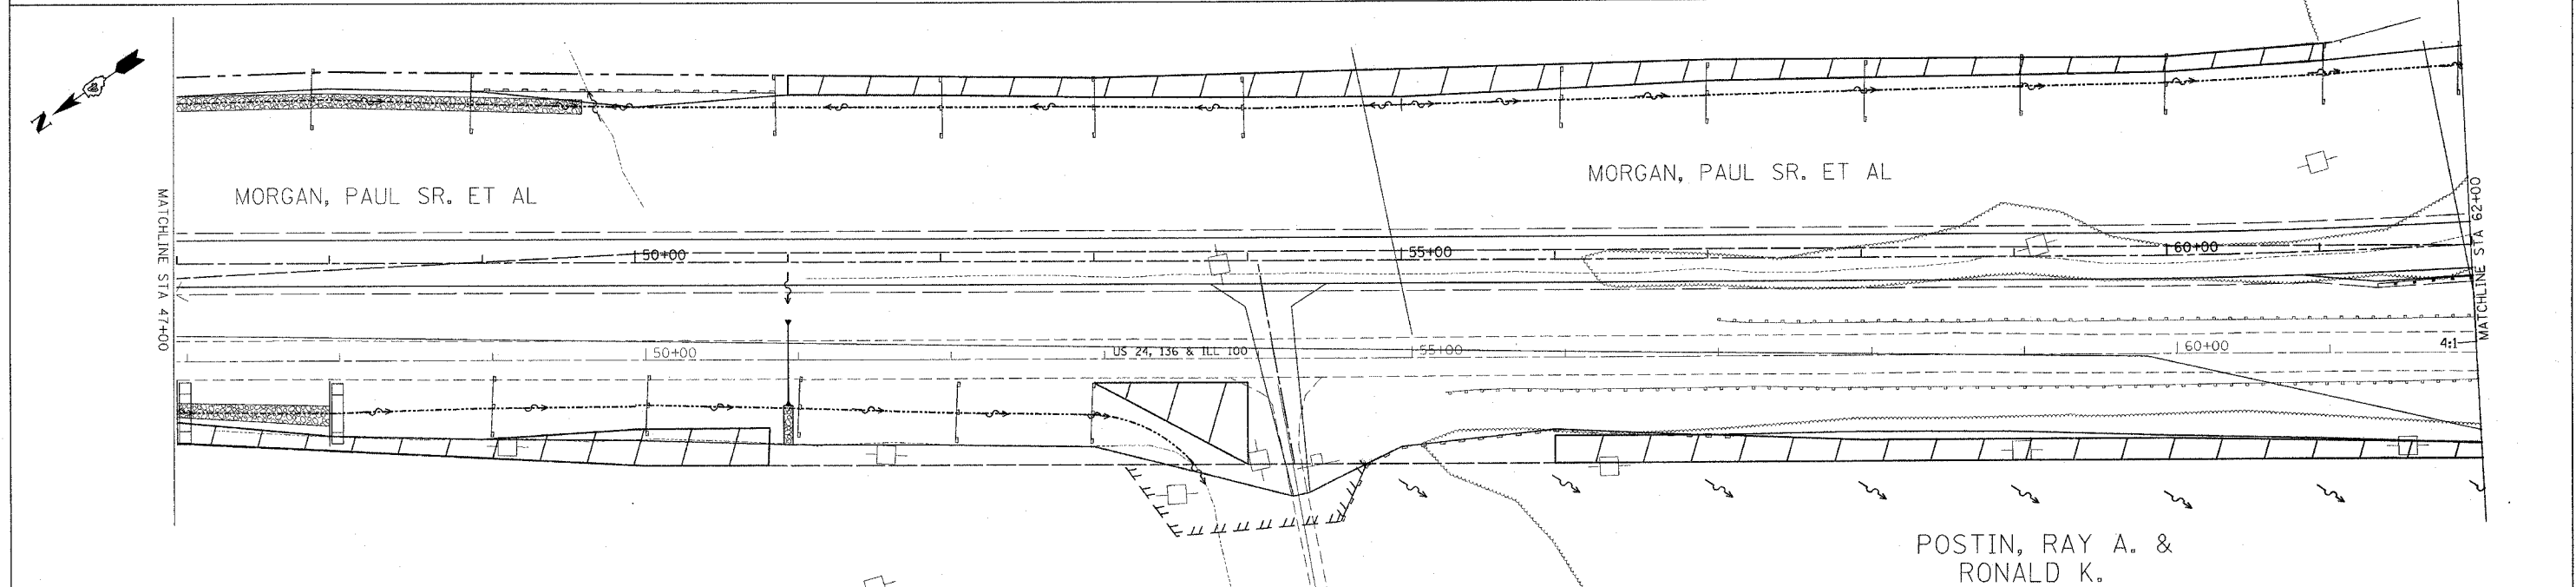 N
MORGAN, PAUL SR. ET AL
MORGAN, PAUL SR. ET AL
MATCHLINE STA 47+00
MATCHLINE STA 62+00
50+00
55+00
60+00
50+00
US 24, 136 & ILL 100
55+00
60+00
4:1
POSTIN, RAY A. &
RONALD K.